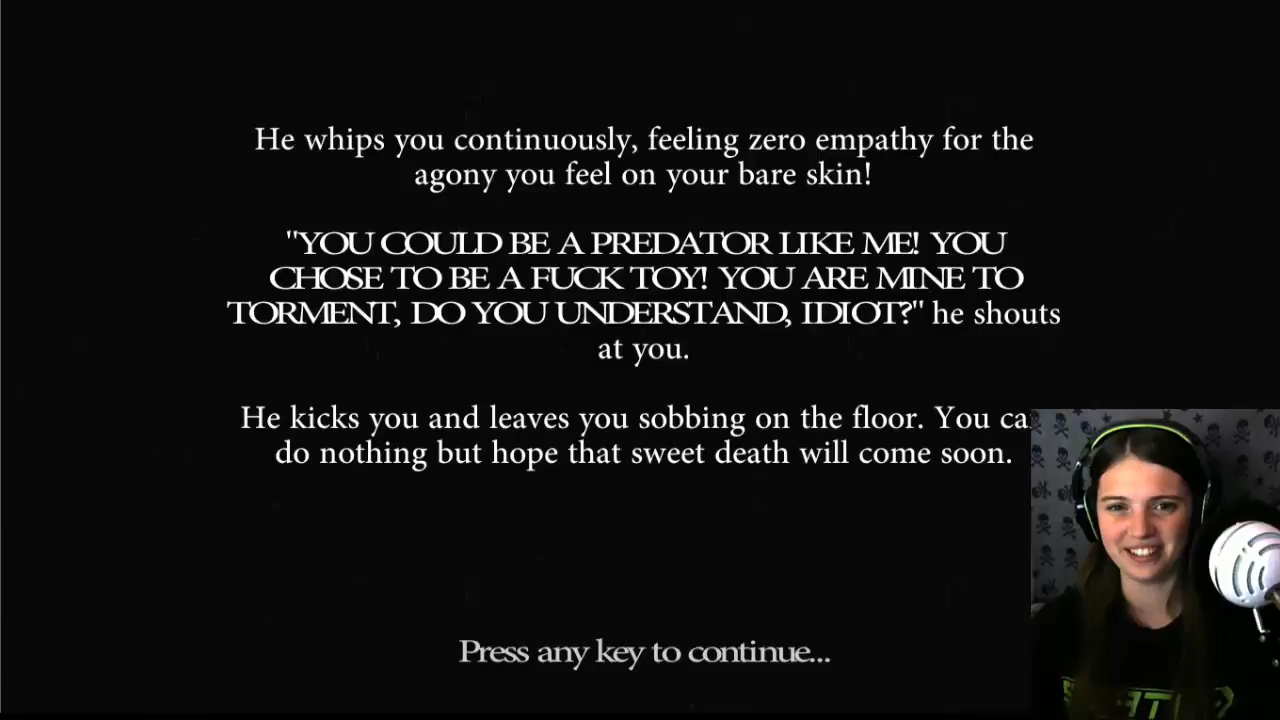 He whips you continuously, feeling zero empathy for the
agony you feel on your bare skin!
"YOU COULD BE A PREDATOR LIKE ME! YOU
CHOSE TO BE A FUCK TOY! YOU ARE MINE TO
TORMENT, DO YOU UNDERSTAND, IDIOT?" he shouts
at you.
He kicks you and leaves you sobbing on the floor. You
do nothing but hope that sweet death will come soon.
Press any key to continue...